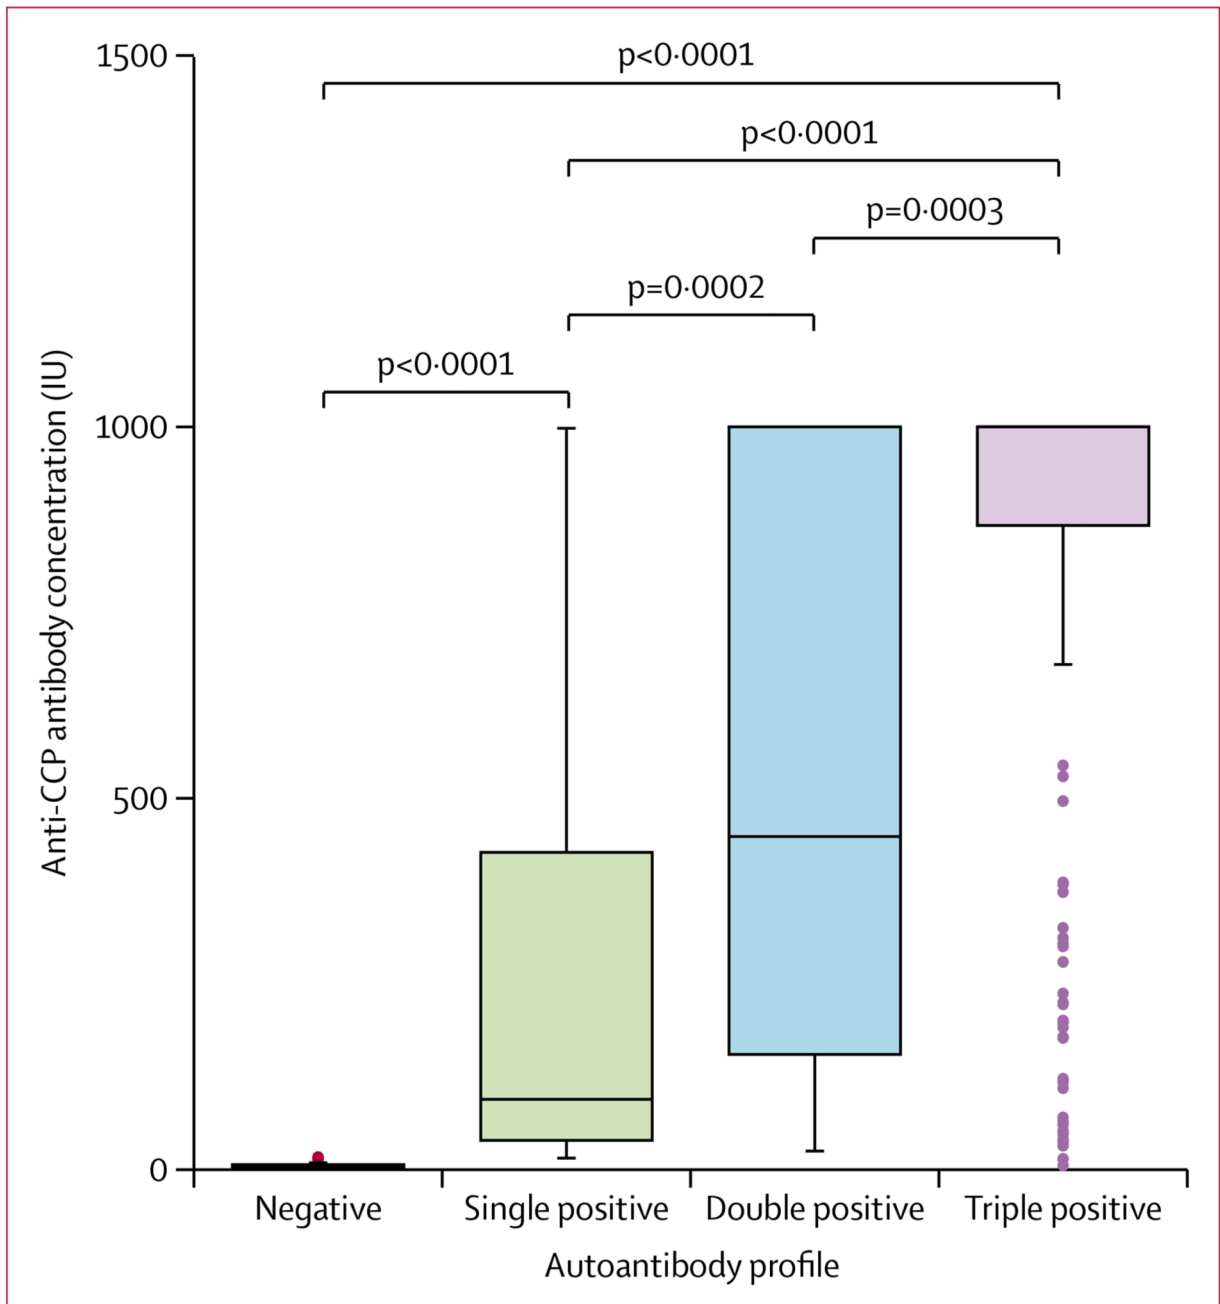 1500
p<0·0001
p<0·0001
p=0·0003
p=0·0002
p<0·0001
1000
500
0
Anti-CCP antibody concentration (IU)
Negative
Single positive
Double positive
Triple positive
Autoantibody profile